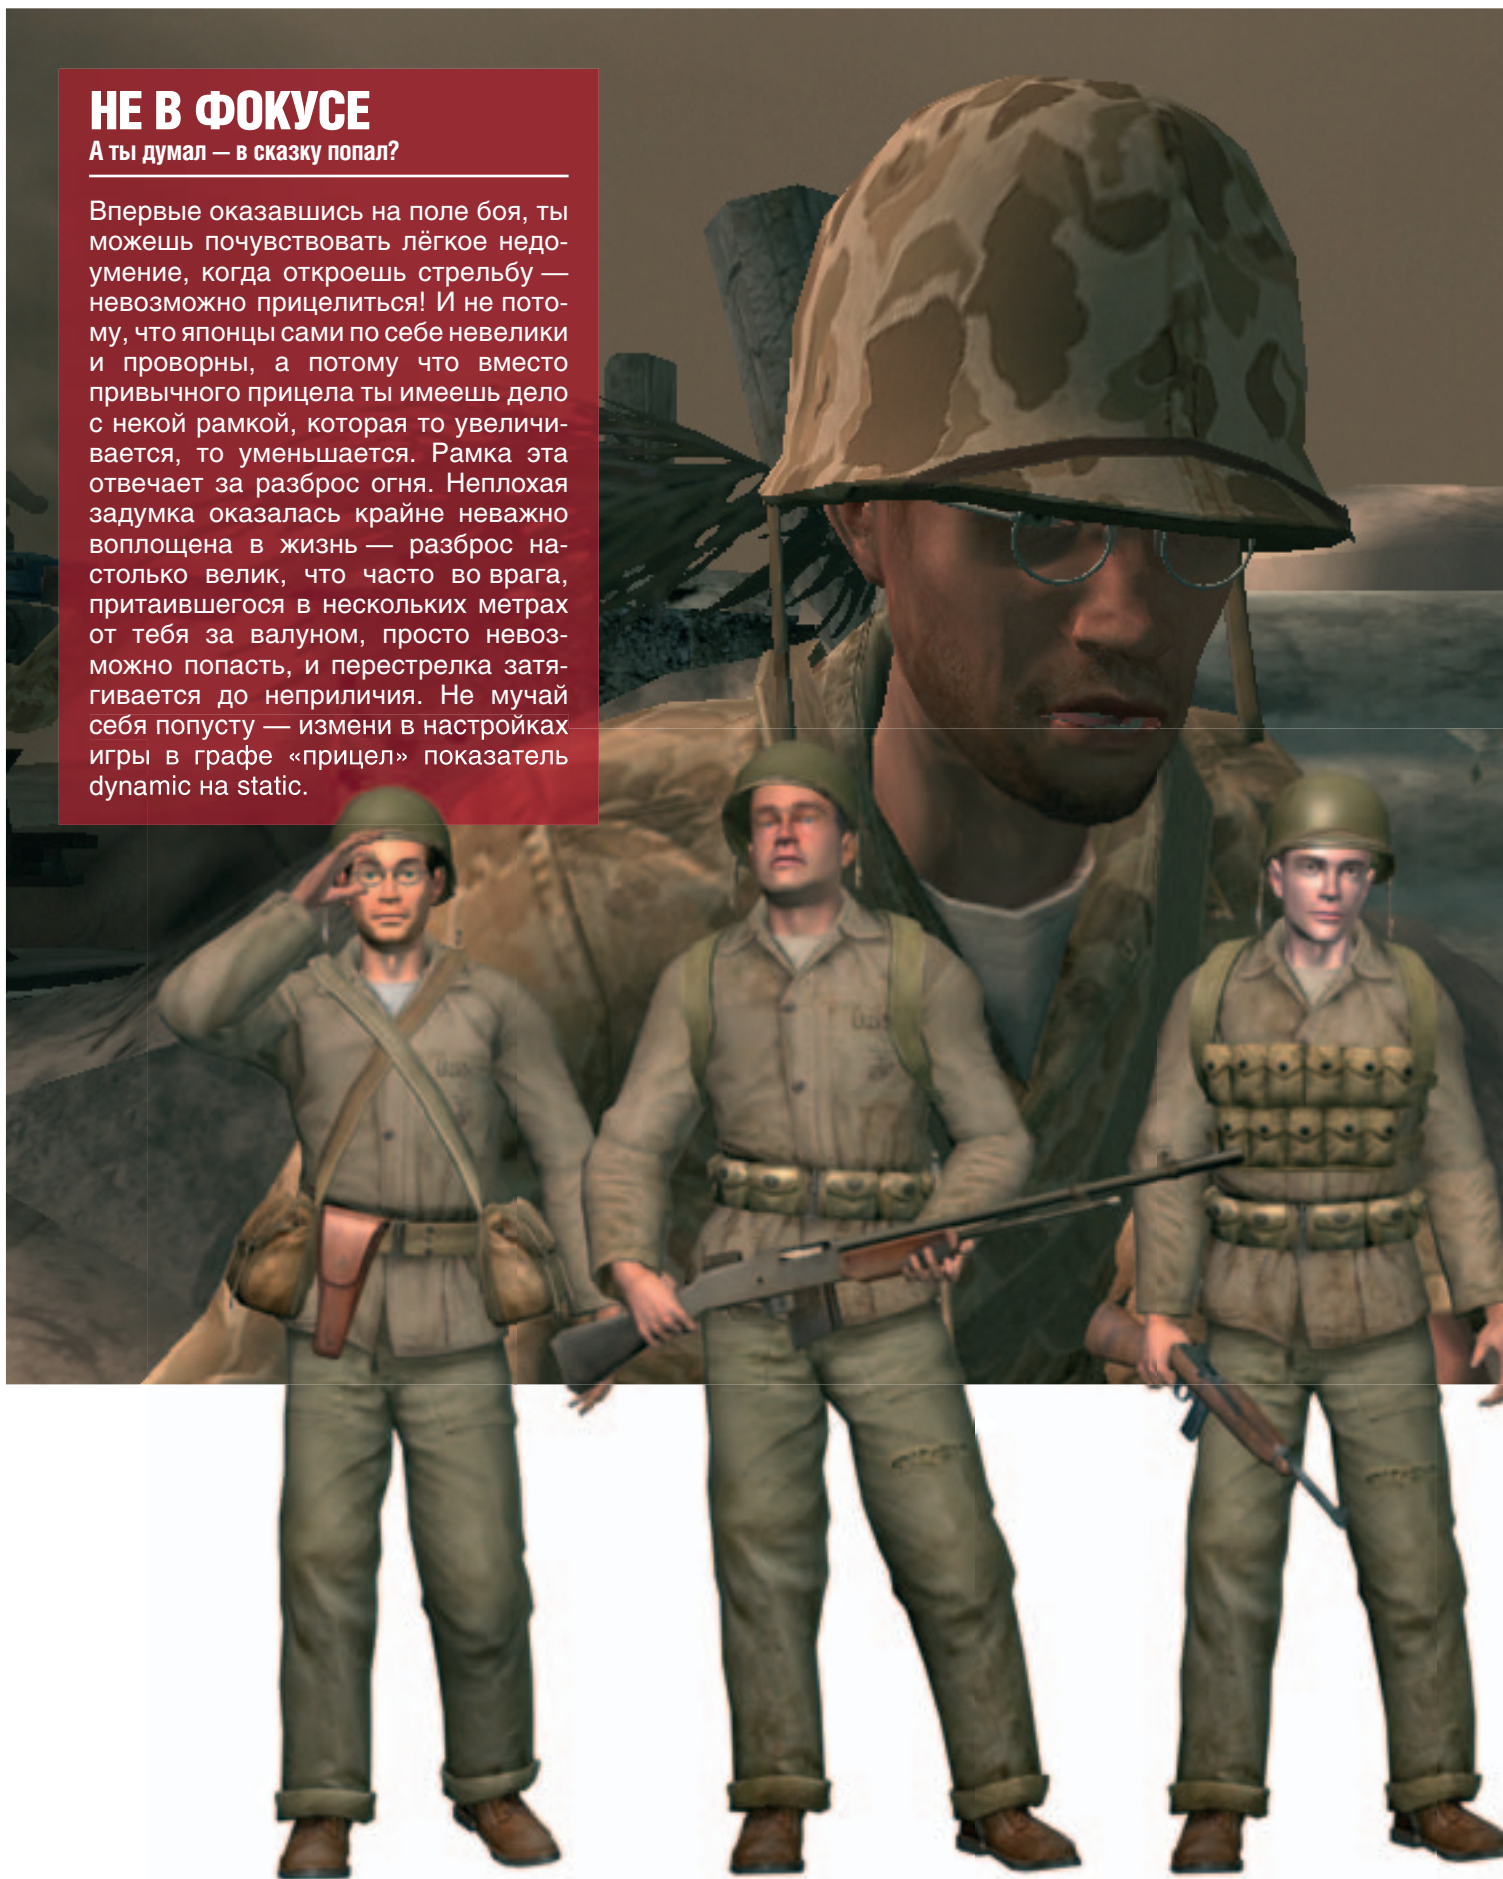 НЕ В ФОКУСЕ
А ты думал — в сказку попал?
Впервые оказавшись на поле боя, ты
можешь почувствовать лёгкое недо-
умение, когда откроешь стрельбу —
невозможно прицелиться! И не пото-
му, что японцы сами по себе невелики
и проворны, а потому что вместо
привычного прицела ты имеешь дело
с некой рамкой, которая то увеличи-
вается, то уменьшается. Рамка эта
отвечает за разброс огня. Неплохая
задумка оказалась крайне неважно
воплощена в жизнь — разброс на-
столько велик, что часто во врага,
притаившегося в нескольких метрах
от тебя за валуном, просто невоз-
можно попасть, и перестрелка затя-
гивается до неприличия. Не мучай
себя попусту — измени в настройках
игры в графе «прицел» показатель
dynamic на static.